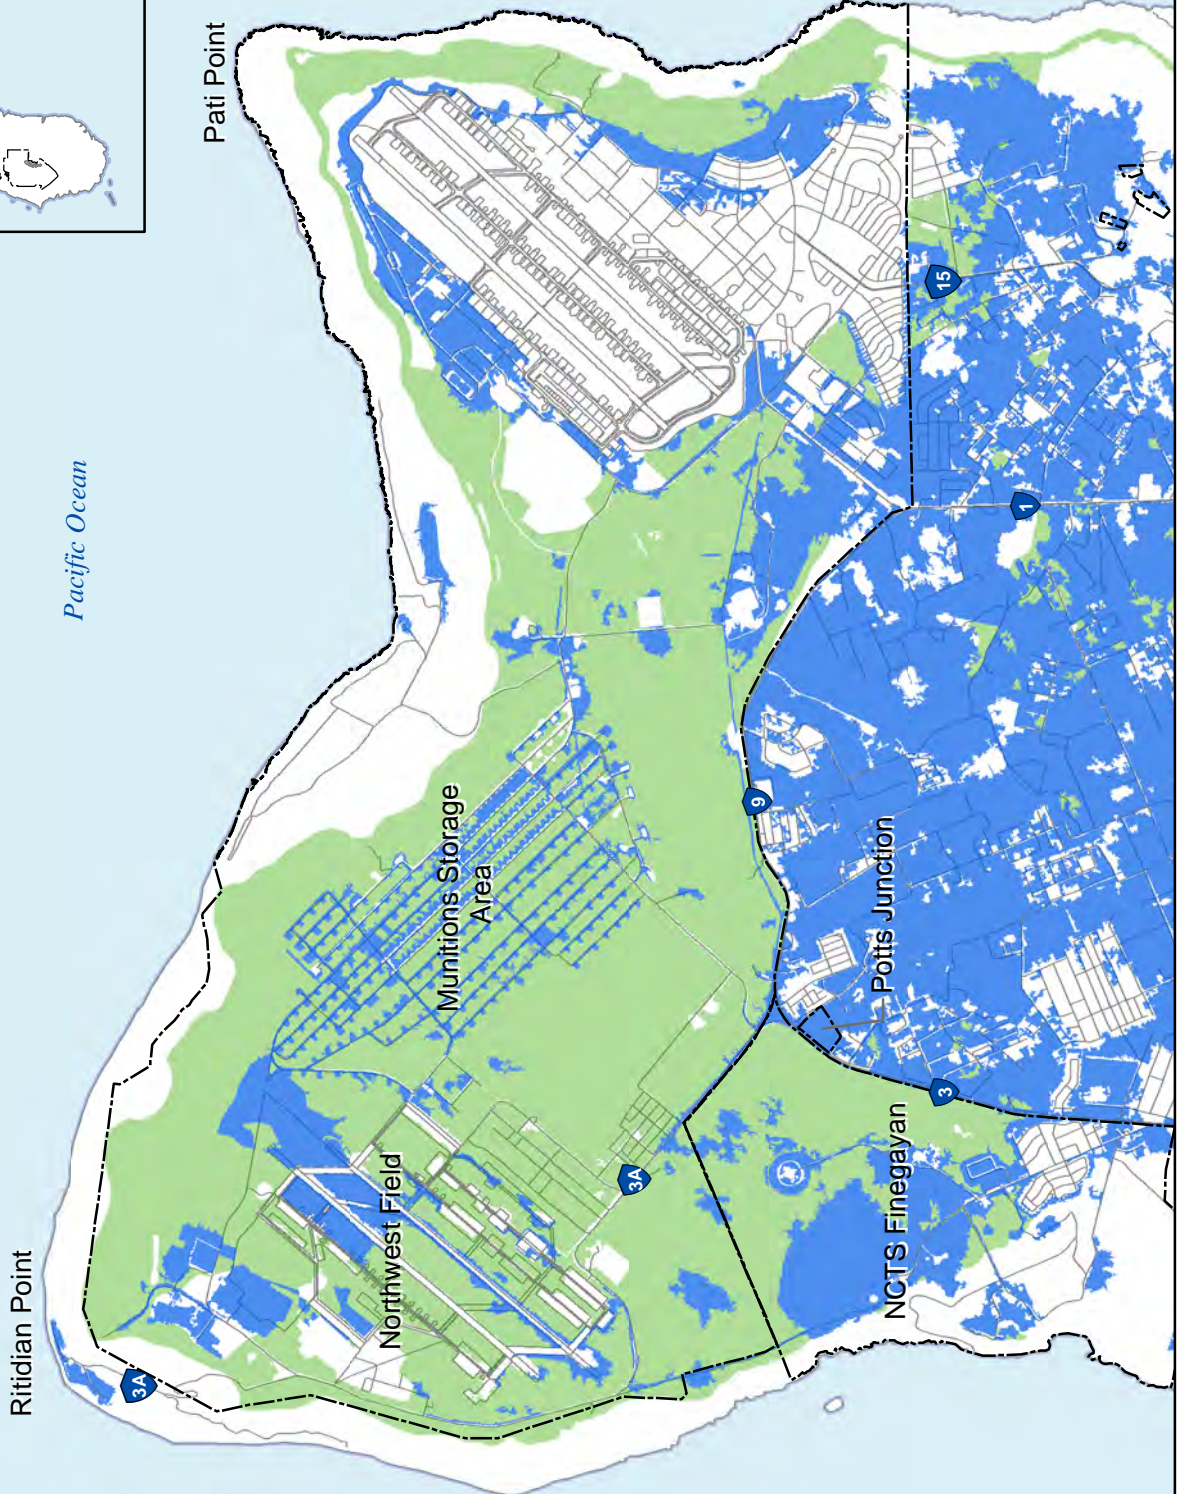 Pati Point
Pacific Ocean
15
1
Munitions Storage
Area
9
Potts Junction
3
NCTS Finegayan
3A
Northwest Field
Ritidian Point
3A